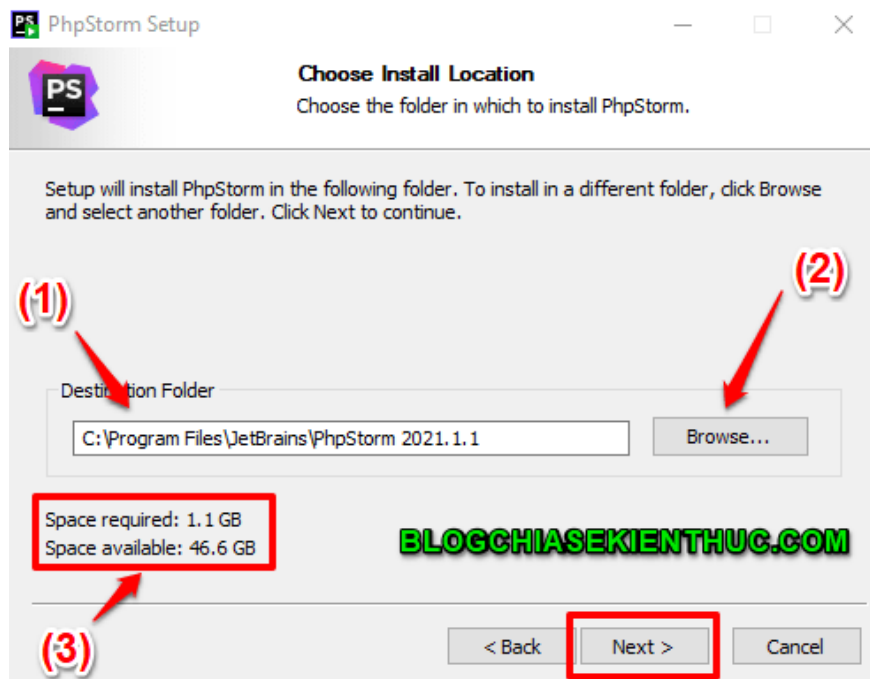 PhpStorm Setup
PS
Choose Install Location
Choose the folder in which to install PhpStorm.
Setup will install PhpStorm in the following folder. To install in a different folder, click Browse
and select another folder. Click Next to continue.
(1)
(2)
Destination Folder
C:\Program Files\JetBrains\PhpStorm 2021.1.1
Browse...
Space required: 1.1 GB
Space available: 46.6 GB
BLOGCHIASEKIENTHUC.COM
(3)
< Back
Next >
Cancel